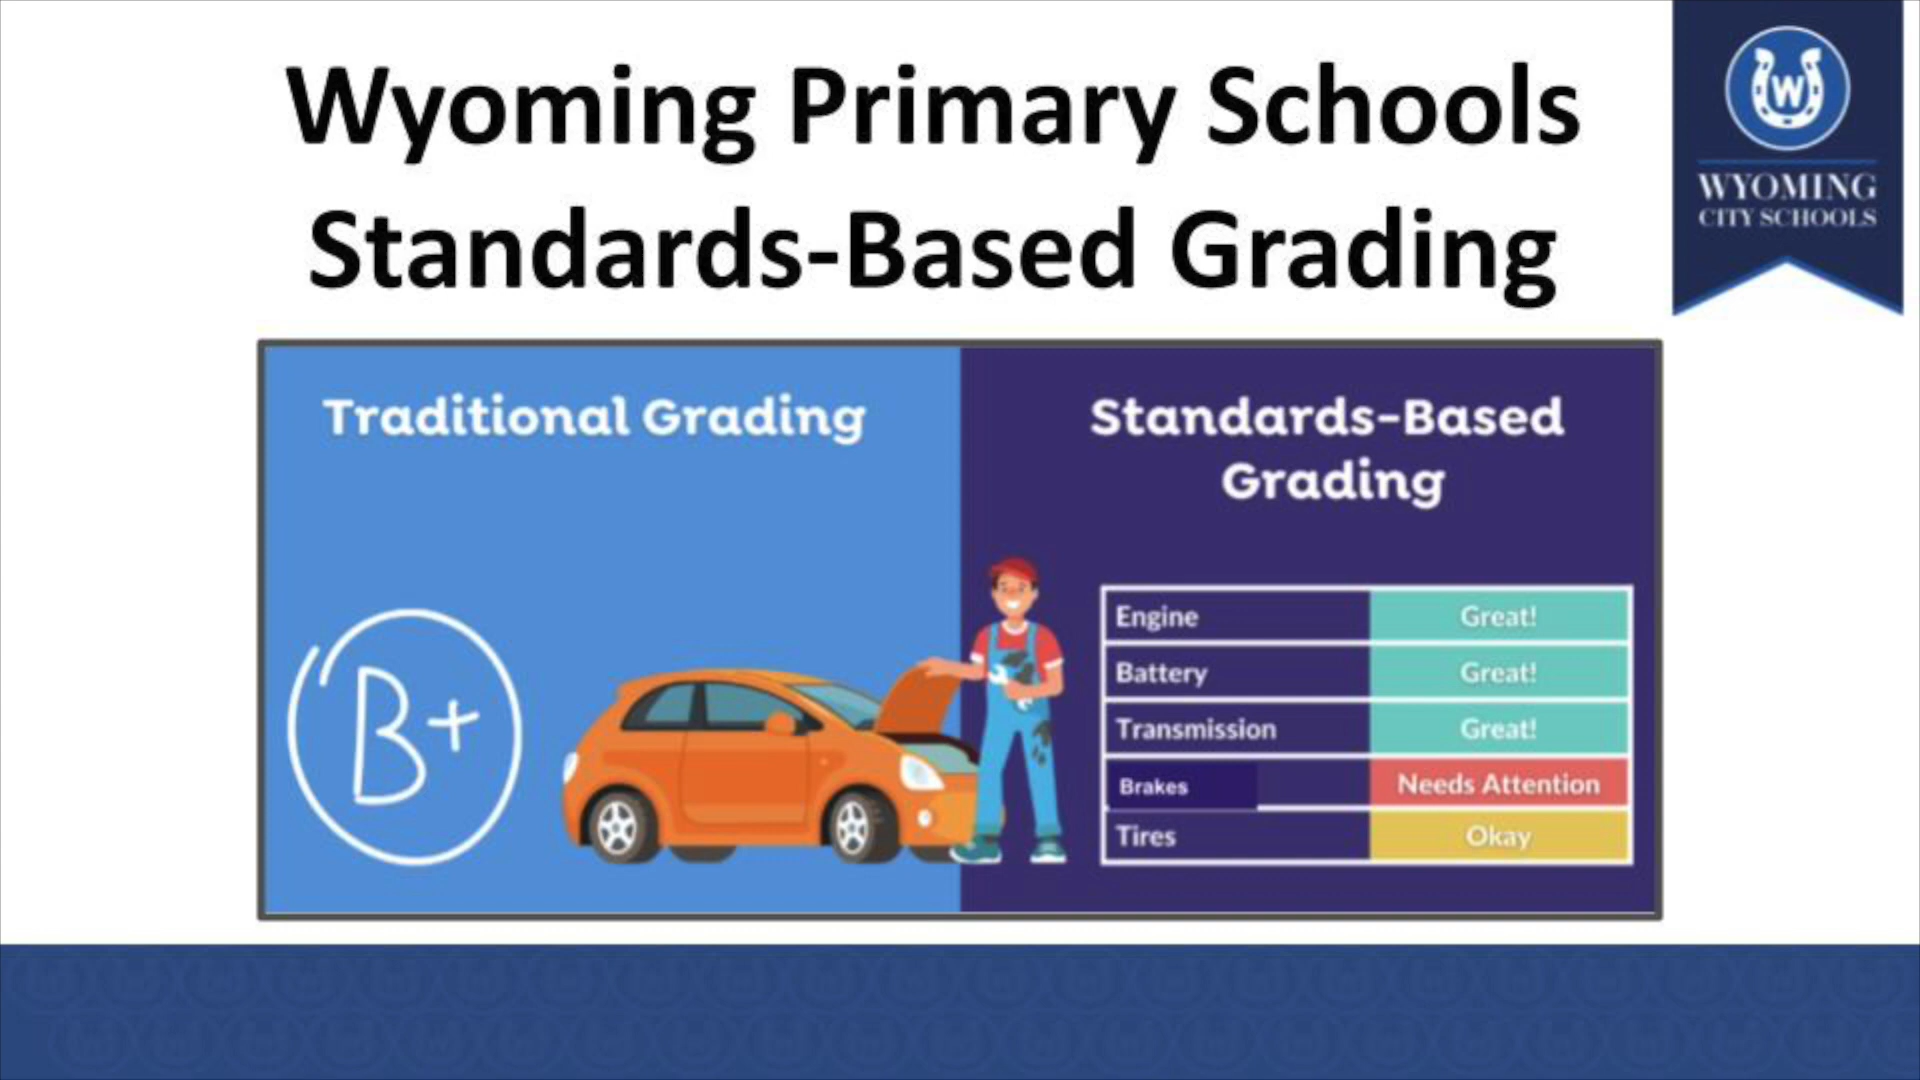 Wyoming Primary Schools
Standards-Based Grading
W
WYOMING
CITY SCHOOLS
Traditional Grading
B+
Standards-Based
Grading
Engine Great!
Battery Great!
Transmission Great!
Brakes Needs Attention
Tires Okay